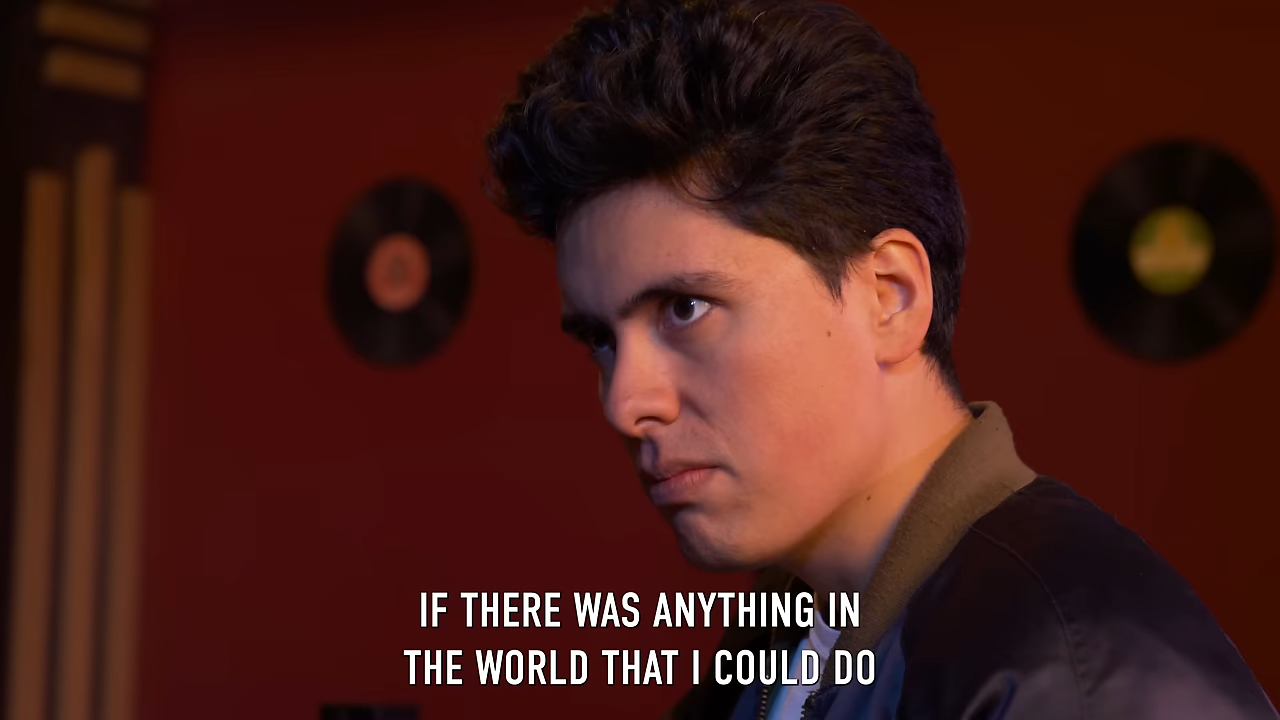 IF THERE WAS ANYTHING IN
THE WORLD THAT I COULD DO